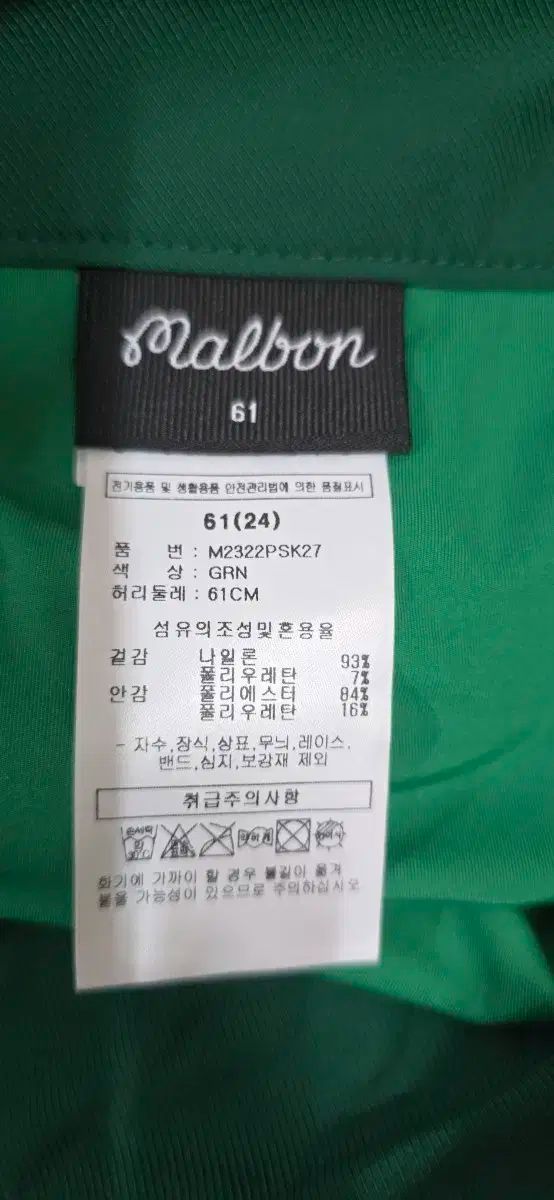 malbon
61
전기용품 및 생활용품 안전관리법에 의한 품질표시
61(24)
품 번 : M2322PSK27
색 상 : GRN
허리둘레 : 61CM
섬유의조성및혼용율
겉감 나일론 93%
폴리우레탄 7%
안감 폴리에스터 84%
폴리우레탄 16%
- 자수,장식,상표,무늬,레이스,
밴드,심지,보강재 제외
취급주의사항
손세탁
약 30℃
화기에 가까이 할 경우 불길이 옮겨
붙을 가능성이 있으므로 주의하십시오